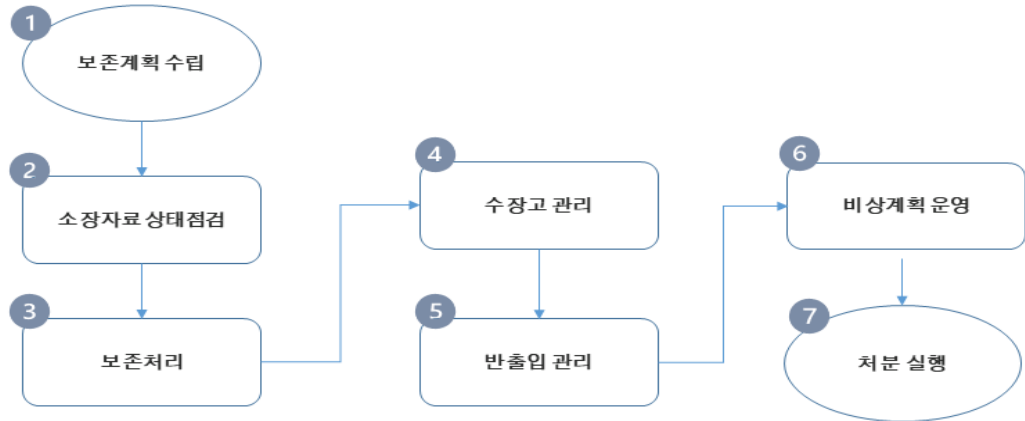 1
보존계획 수립
2
소장자료 상태점검
3
보존처리
4
수장고 관리
5
반출입 관리
6
비상계획 운영
7
처분 실행